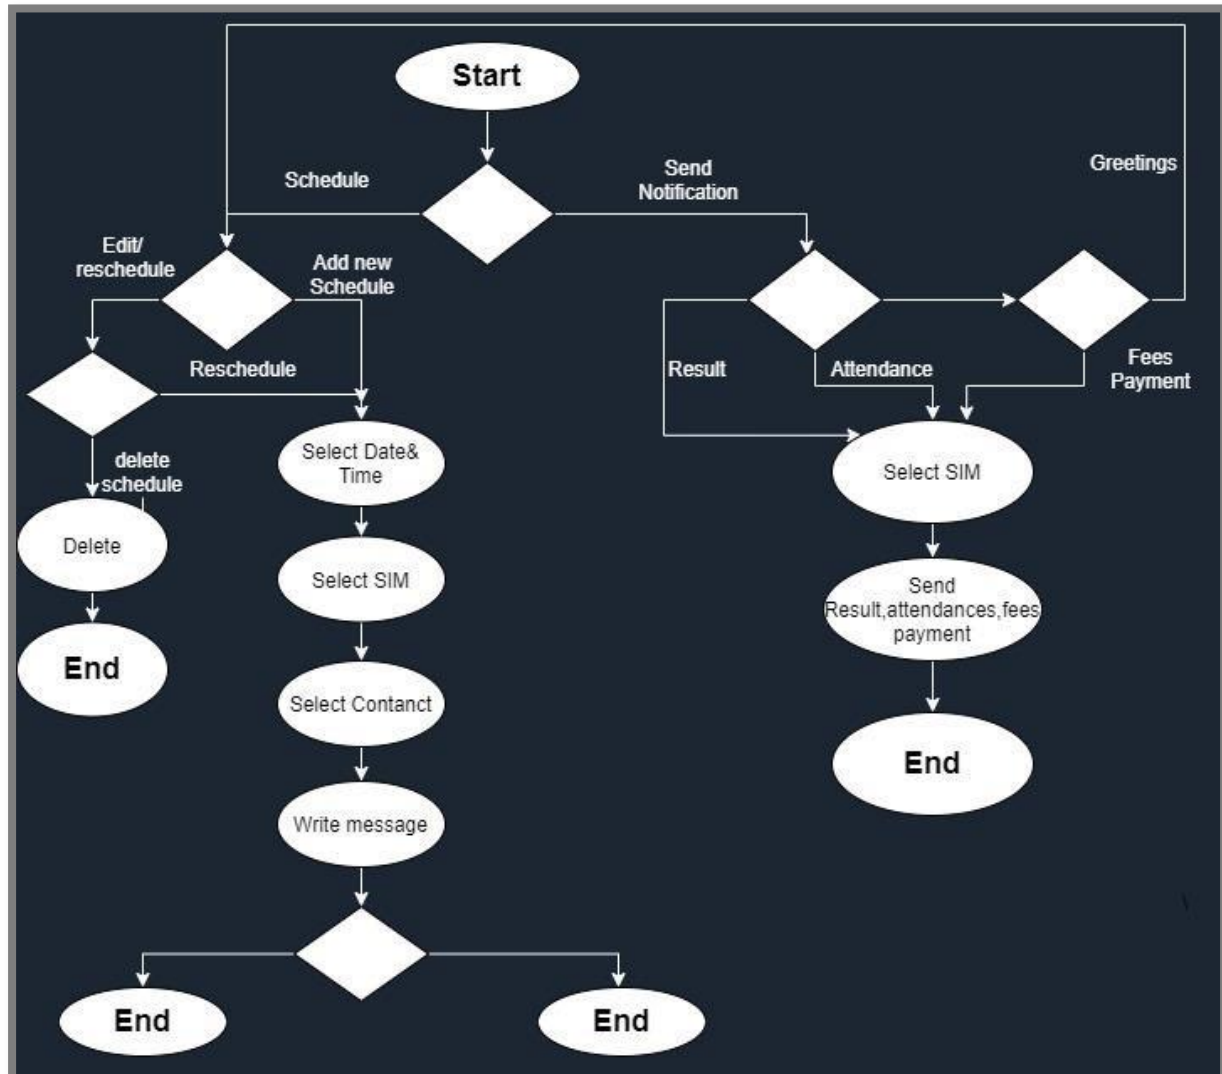 Start
Schedule
Send
Notification
Greetings
Edit/
reschedule
Add new
Schedule
Reschedule
Result
Attendance
Fees
Payment
delete
schedule
Select Date&
Time
Select SIM
Delete
Select SIM
Send
Result,attendances,fees
payment
End
Select Contanct
End
Write message
End
End